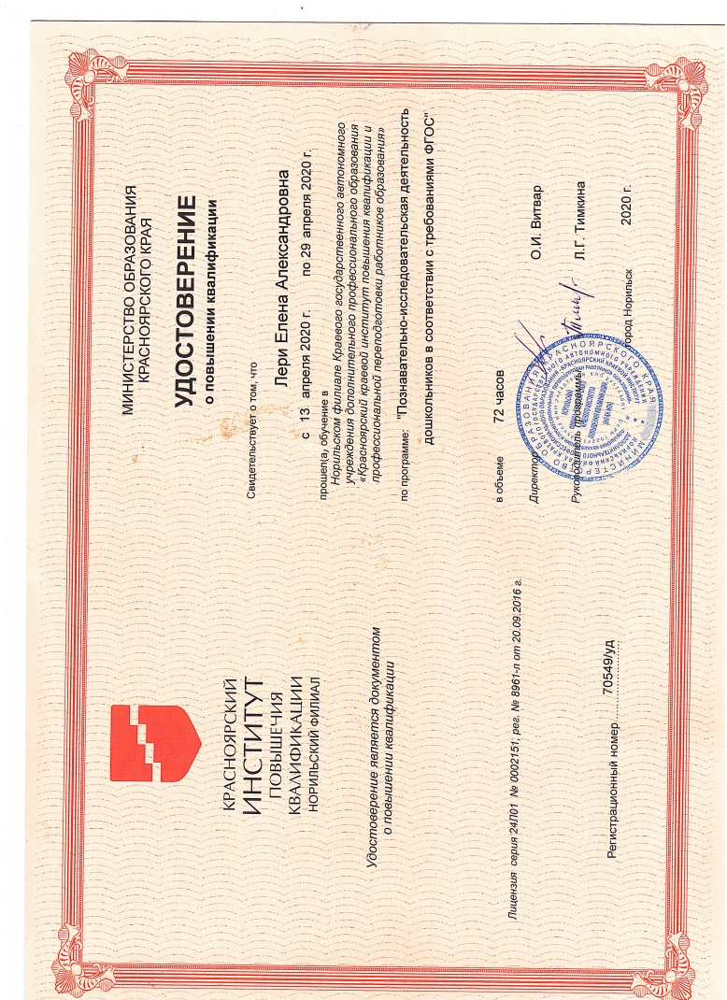 КРАСНОЯРСКИЙ
ИНСТИТУТ
ПОВЫШЕНИЯ
КВАЛИФИКАЦИИ
НОРИЛЬСКИЙ ФИЛИАЛ
Удостоверение является документом
о повышении квалификации
Лицензия серия 24Л01 № 0002151, рег. № 8961-л от 20.09.2016 г.
Регистрационный номер ....70549/уд
МИНИСТЕРСТВО ОБРАЗОВАНИЯ
КРАСНОЯРСКОГО КРАЯ
УДОСТОВЕРЕНИЕ
о повышении квалификации
Свидетельствует о том, что
Лери Елена Александровна
с 13 апреля 2020 г. по 29 апреля 2020 г.
прошел(а) обучение в
Норильском филиале Краевого государственного автономного
учреждения дополнительного профессионального образования
«Красноярский краевой институт повышения квалификации и
профессиональной переподготовки работников образования»
по программе: "Познавательно-исследовательская деятельность
дошкольников в соответствии с требованиями ФГОС"
в объеме 72 часов
Директор О.И. Витвар
Руководитель программы Л.Г. Тимкина
город Норильск 2020 г.